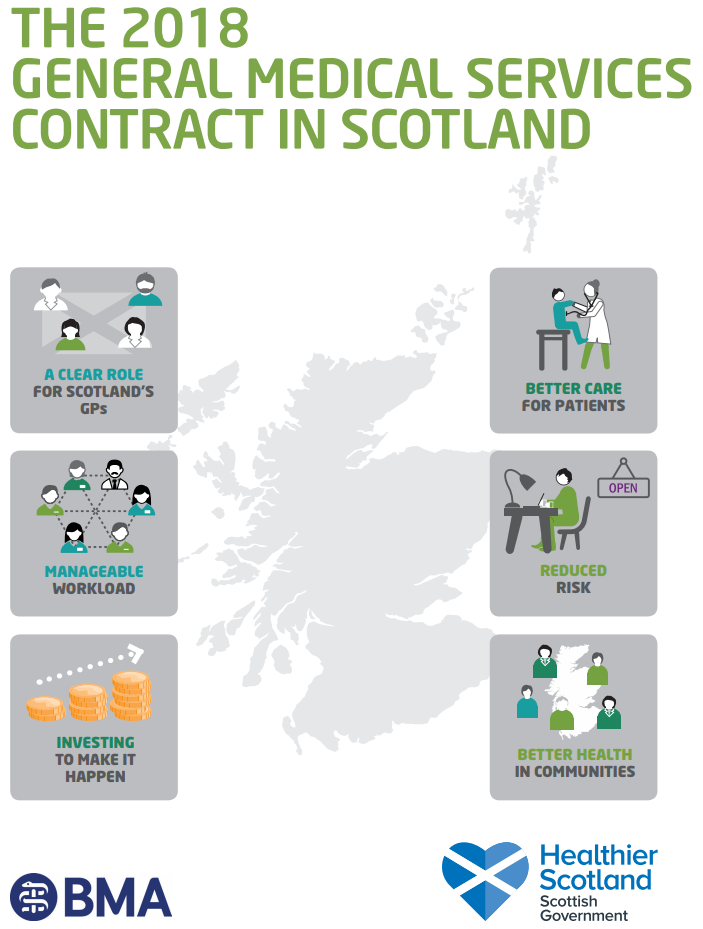 THE 2018
GENERAL MEDICAL SERVICES
CONTRACT IN SCOTLAND
A CLEAR ROLE
FOR SCOTLAND'S
GPs
BETTER CARE
FOR PATIENTS
MANAGEABLE
WORKLOAD
OPEN
REDUCED
RISK
INVESTING
TO MAKE IT
HAPPEN
BETTER HEALTH
IN COMMUNITIES
BMA
Healthier
Scotland
Scottish
Government